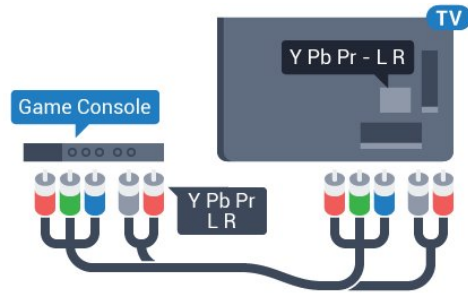 TV
Y Pb Pr - L R
Game Console
Y Pb Pr
L R